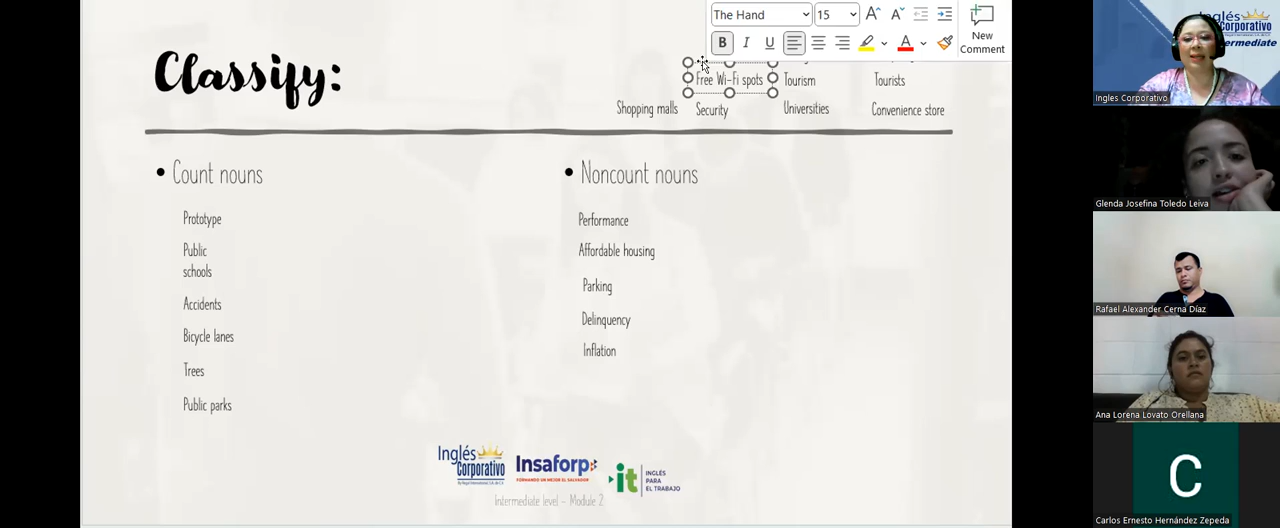 The Hand
15
B I U
New
Comment
Classify:
Free Wi-Fi spots
Tourism
Tourists
Shopping malls
Security
Universities
Convenience store
Count nouns
Noncount nouns
Prototype
Public
schools
Accidents
Bicycle lanes
Trees
Public parks
Performance
Affordable housing
Parking
Delinquency
Inflation
Inglés
Corporativo
Insaforp
FORMANDO UN MEJOR EL SALVADOR
it
INGLÉS
PARA
EL TRABAJO
Intermediate level - Module 2
Inglés
Corporativo
Intermediate
Ingles Corporativo
Glenda Josefina Toledo Leiva
Rafael Alexander Cerna Díaz
Ana Lorena Lovato Orellana
C
Carlos Ernesto Hernández Zepeda